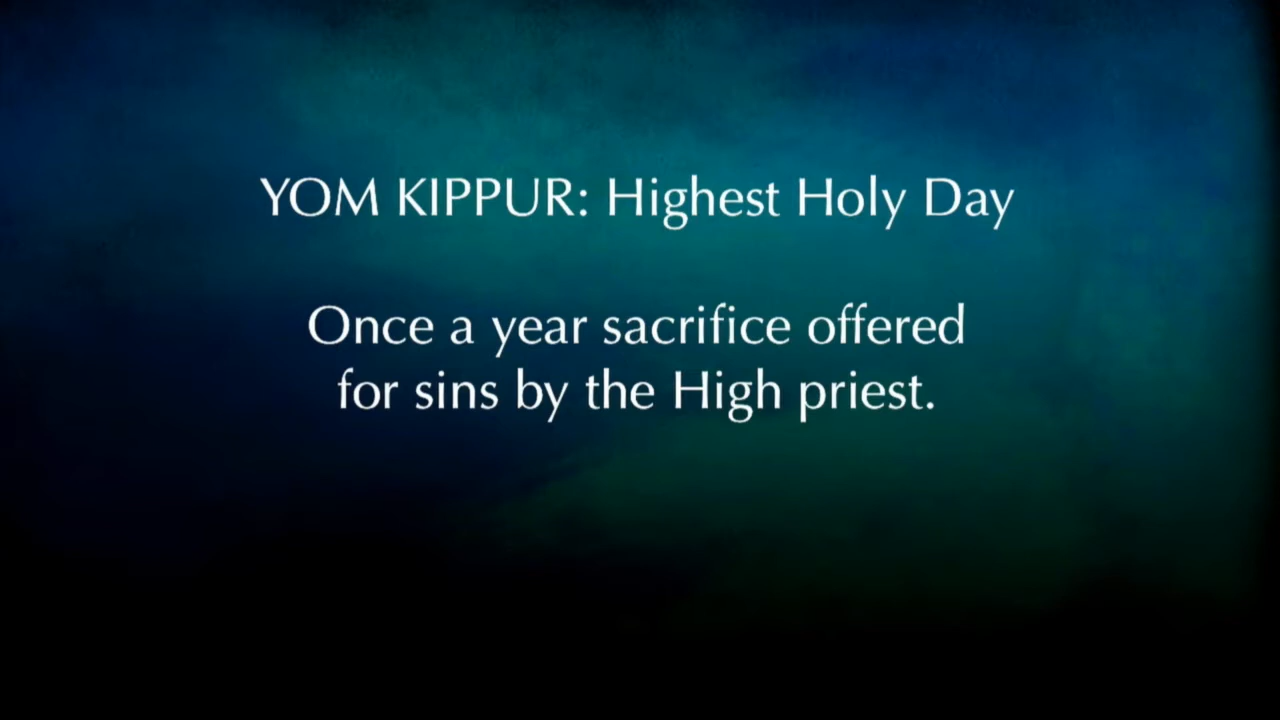 YOM KIPPUR: Highest Holy Day
Once a year sacrifice offered
for sins by the High priest.